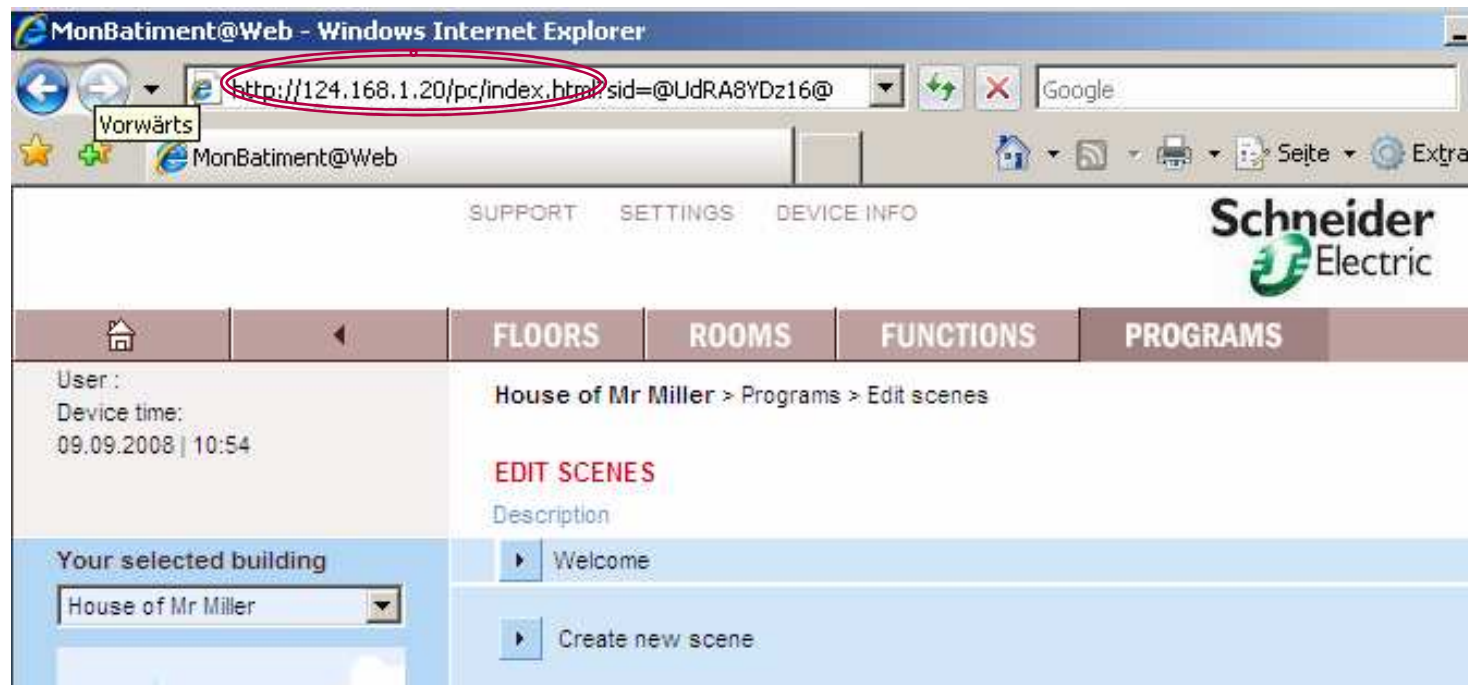 MonBatiment@Web - Windows Internet Explorer
http://124.168.1.20/pc/index.html?sid=@UdRA8YDz16@
Google
Vorwärts
MonBatiment@Web
Seite
Extra
SUPPORT SETTINGS DEVICE INFO
Schneider
Electric
FLOORS ROOMS FUNCTIONS PROGRAMS
User :
Device time:
09.09.2008 | 10:54
House of Mr Miller > Programs > Edit scenes
EDIT SCENES
Description
Your selected building
House of Mr Miller
Welcome
Create new scene